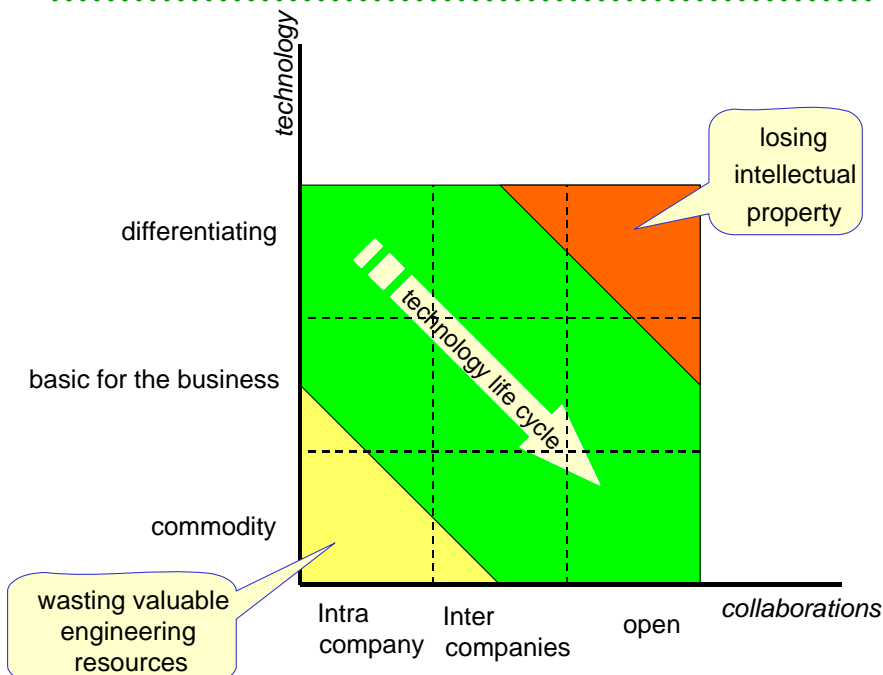 technology
losing
intellectual
property
differentiating
technology life cycle
basic for the business
commodity
wasting valuable
engineering
resources
Intra
company
Inter
companies
open
collaborations